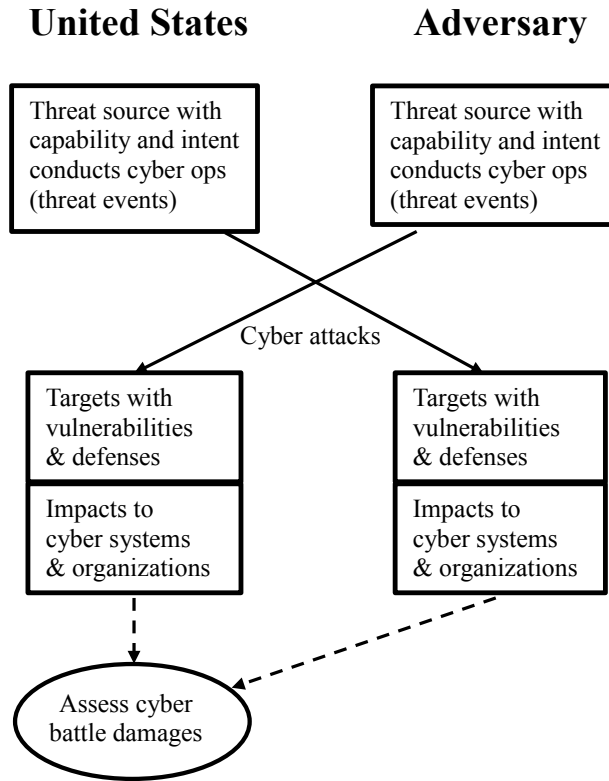 United States
Adversary
Threat source with
capability and intent
conducts cyber ops
(threat events)
Threat source with
capability and intent
conducts cyber ops
(threat events)
Cyber attacks
Targets with
vulnerabilities
& defenses
Targets with
vulnerabilities
& defenses
Impacts to
cyber systems
& organizations
Impacts to
cyber systems
& organizations
Assess cyber
battle damages